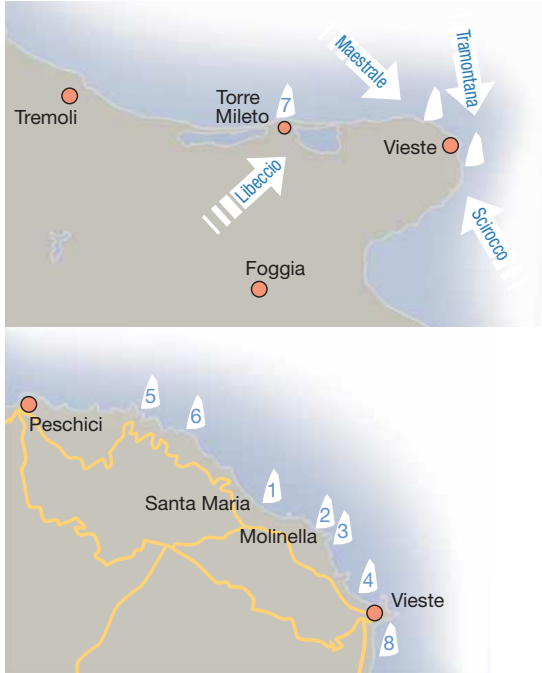 Maestrale
Tramontana
Tremoli
Torre
Mileto
7
Vieste
Libeccio
Scirocco
Foggia
5
6
Peschici
1
Santa Maria
2
3
Molinella
4
Vieste
8